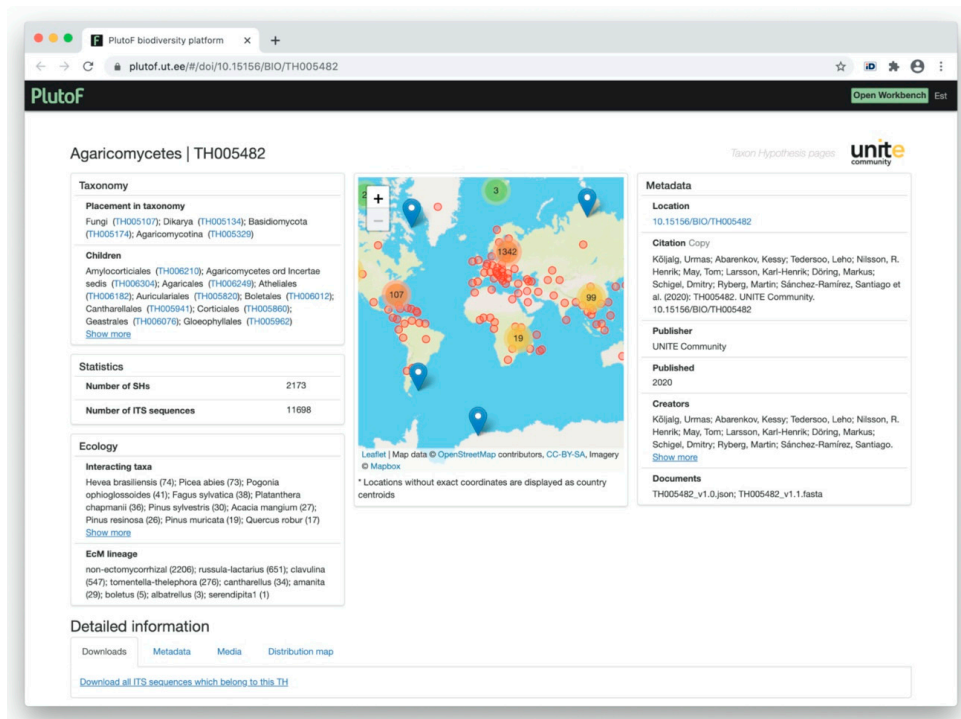 PlutoF biodiversity platform
plutof.ut.ee/#/doi/10.15156/BIO/TH005482
PlutoF
Open Workbench Est
Agaricomycetes | TH005482
Taxon Hypothesis pages
unite
community
Taxonomy
Placement in taxonomy
Fungi (TH005107); Dikarya (TH005134); Basidiomycota
(TH005174); Agaricomycotina (TH005329)
Children
Amylocorticiales (TH006210); Agaricomycetes ord Incertae
sedis (TH006304); Agaricales (TH006249); Atheliales
(TH006182); Auriculariales (TH005820); Boletales (TH006012);
Cantharellales (TH005941); Corticiales (TH005860);
Geastrales (TH006076); Gloeophyllales (TH005962)
Show more
Statistics
Number of SHs 2173
Number of ITS sequences 11698
Ecology
Interacting taxa
Hevea brasiliensis (74); Picea abies (73); Pogonia
ophioglossoides (41); Fagus sylvatica (38); Platanthera
chapmanii (36); Pinus sylvestris (30); Acacia mangium (27);
Pinus resinosa (26); Pinus muricata (19); Quercus robur (17)
Show more
EcM lineage
non-ectomycorrhizal (2206); russula-lactarius (651); clavulina
(547); tomentella-thelephora (276); cantharellus (34); amanita
(29); boletus (5); albatrellus (3); serendipita1 (1)
2
+
−
3
1342
107
99
19
Leaflet | Map data © OpenStreetMap contributors, CC-BY-SA, Imagery
© Mapbox
* Locations without exact coordinates are displayed as country
centroids
Metadata
Location
10.15156/BIO/TH005482
Citation Copy
Kõljalg, Urmas; Abarenkov, Kessy; Tedersoo, Leho; Nilsson, R.
Henrik; May, Tom; Larsson, Karl-Henrik; Döring, Markus;
Schigel, Dmitry; Ryberg, Martin; Sánchez-Ramírez, Santiago et
al. (2020): TH005482. UNITE Community.
10.15156/BIO/TH005482
Publisher
UNITE Community
Published
2020
Creators
Kõljalg, Urmas; Abarenkov, Kessy; Tedersoo, Leho; Nilsson, R.
Henrik; May, Tom; Larsson, Karl-Henrik; Döring, Markus;
Schigel, Dmitry; Ryberg, Martin; Sánchez-Ramírez, Santiago.
Show more
Documents
TH005482_v1.0.json; TH005482_v1.1.fasta
Detailed information
Downloads Metadata Media Distribution map
Download all ITS sequences which belong to this TH